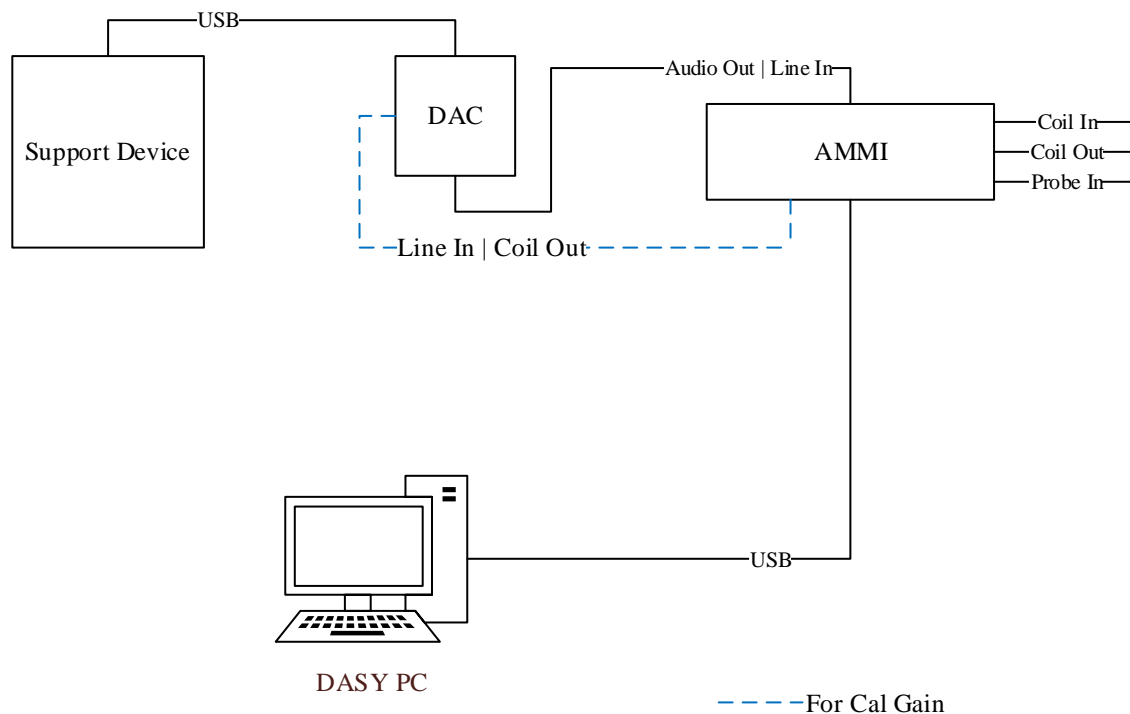 USB
Audio Out | Line In
Support Device
DAC
AMMI
Coil In
Coil Out
Probe In
Line In | Coil Out
USB
DASY PC
For Cal Gain